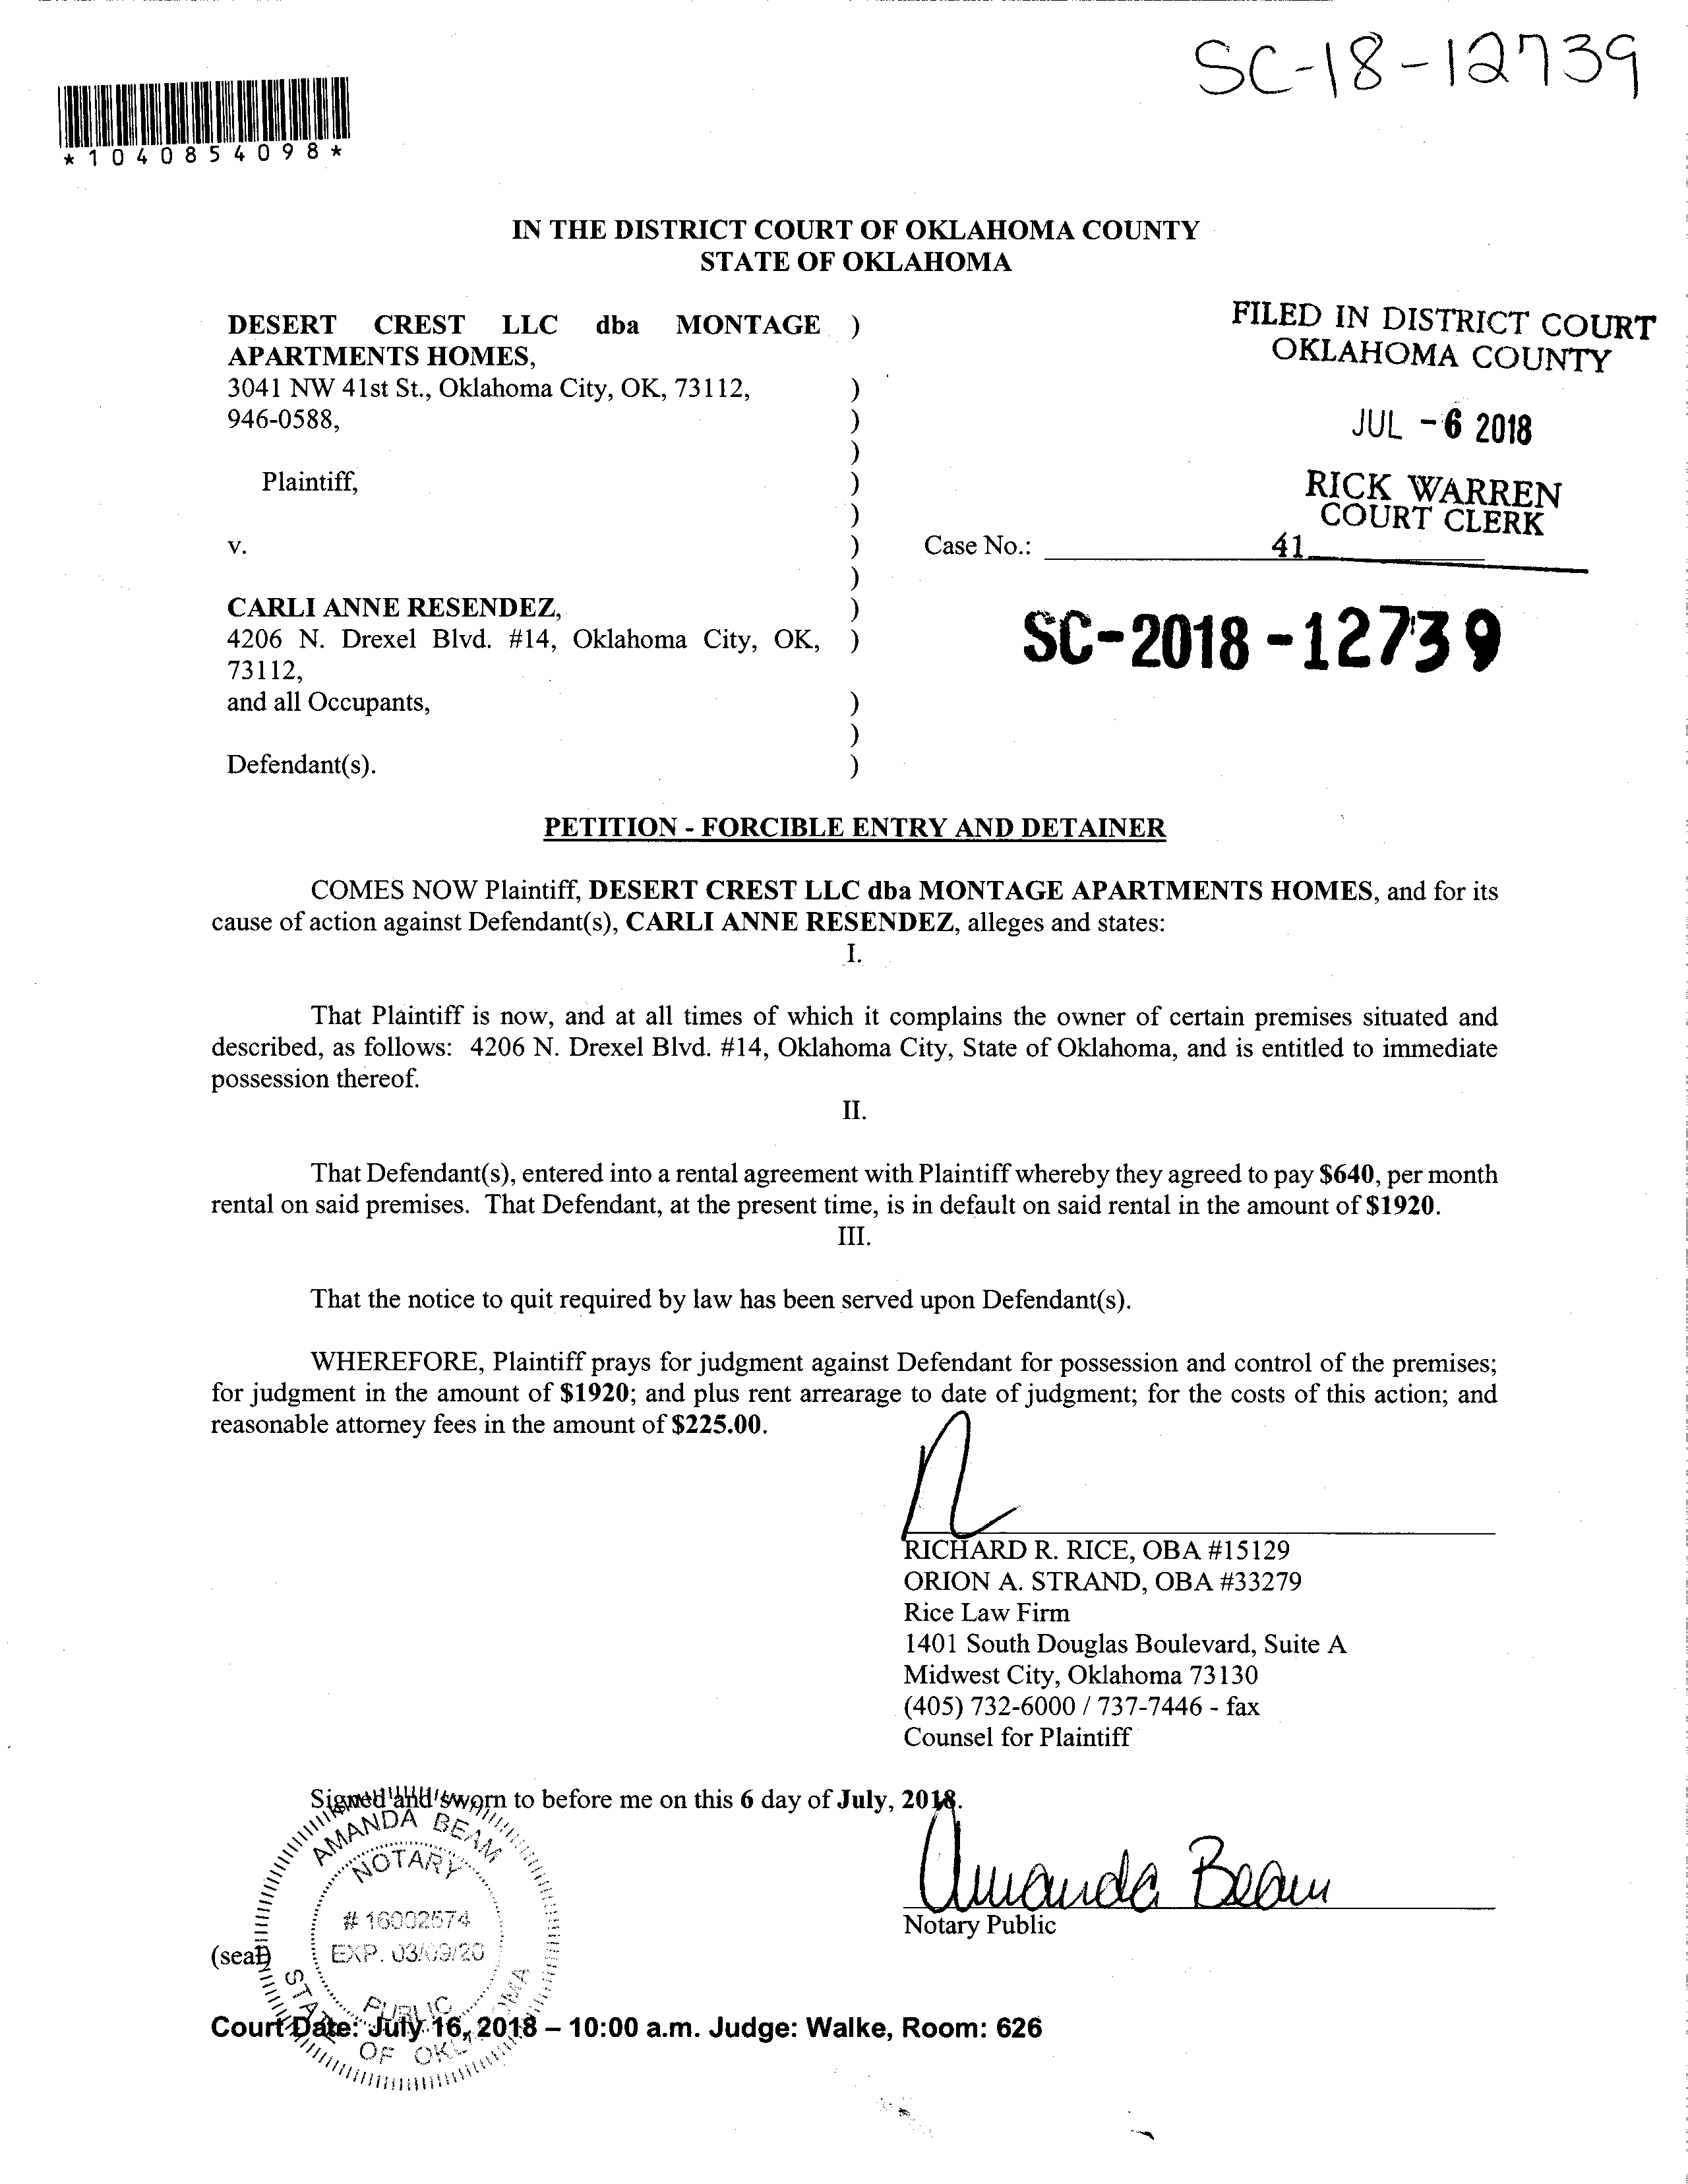 SC-18-12739
*1040854098*
IN THE DISTRICT COURT OF OKLAHOMA COUNTY
STATE OF OKLAHOMA
DESERT CREST LLC dba MONTAGE )
APARTMENTS HOMES,
3041 NW 41st St., Oklahoma City, OK, 73112, )
946-0588, )
)
Plaintiff, )
)
v. )
)
CARLI ANNE RESENDEZ, )
4206 N. Drexel Blvd. #14, Oklahoma City, OK, )
73112,
and all Occupants, )
)
Defendant(s). )
FILED IN DISTRICT COURT
OKLAHOMA COUNTY
JUL - 6 2018
RICK WARREN
COURT CLERK
Case No.: 41
SC-2018-12739
PETITION - FORCIBLE ENTRY AND DETAINER
COMES NOW Plaintiff, DESERT CREST LLC dba MONTAGE APARTMENTS HOMES, and for its
cause of action against Defendant(s), CARLI ANNE RESENDEZ, alleges and states:
I.
That Plaintiff is now, and at all times of which it complains the owner of certain premises situated and
described, as follows: 4206 N. Drexel Blvd. #14, Oklahoma City, State of Oklahoma, and is entitled to immediate
possession thereof.
II.
That Defendant(s), entered into a rental agreement with Plaintiff whereby they agreed to pay $640, per month
rental on said premises. That Defendant, at the present time, is in default on said rental in the amount of $1920.
III.
That the notice to quit required by law has been served upon Defendant(s).
WHEREFORE, Plaintiff prays for judgment against Defendant for possession and control of the premises;
for judgment in the amount of $1920; and plus rent arrearage to date of judgment; for the costs of this action; and
reasonable attorney fees in the amount of $225.00.
RICHARD R. RICE, OBA #15129
ORION A. STRAND, OBA #33279
Rice Law Firm
1401 South Douglas Boulevard, Suite A
Midwest City, Oklahoma 73130
(405) 732-6000 / 737-7446 - fax
Counsel for Plaintiff
Signed and sworn to before me on this 6 day of July, 2018.
Amanda Beam
Notary Public
(seal)
AMANDA BEAM
NOTARY
# 16002574
EXP. 03/09/20
PUBLIC
STATE OF OKLAHOMA
Court Date: July 16, 2018 – 10:00 a.m. Judge: Walke, Room: 626